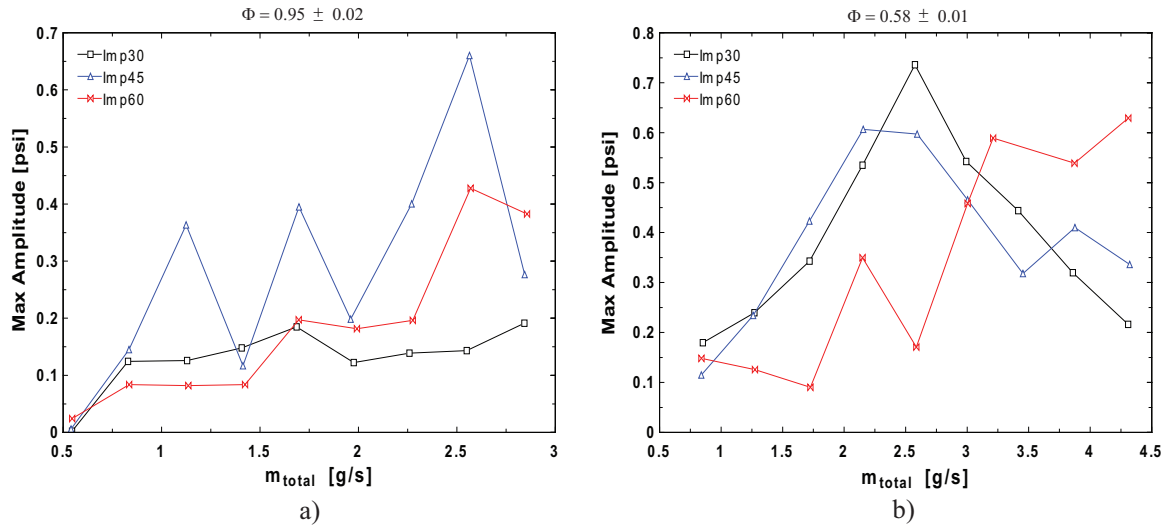 Φ = 0.95 ± 0.02
0.7
0.6
0.5
0.4
0.3
0.2
0.1
0
Max Amplitude [psi]
Imp30
Imp45
Imp60
0.5 1 1.5 2 2.5 3
m_total [g/s]
a)
Φ = 0.58 ± 0.01
0.8
0.7
0.6
0.5
0.4
0.3
0.2
0.1
0
Max Amplitude [psi]
Imp30
Imp45
Imp60
0.5 1 1.5 2 2.5 3 3.5 4 4.5
m_total [g/s]
b)